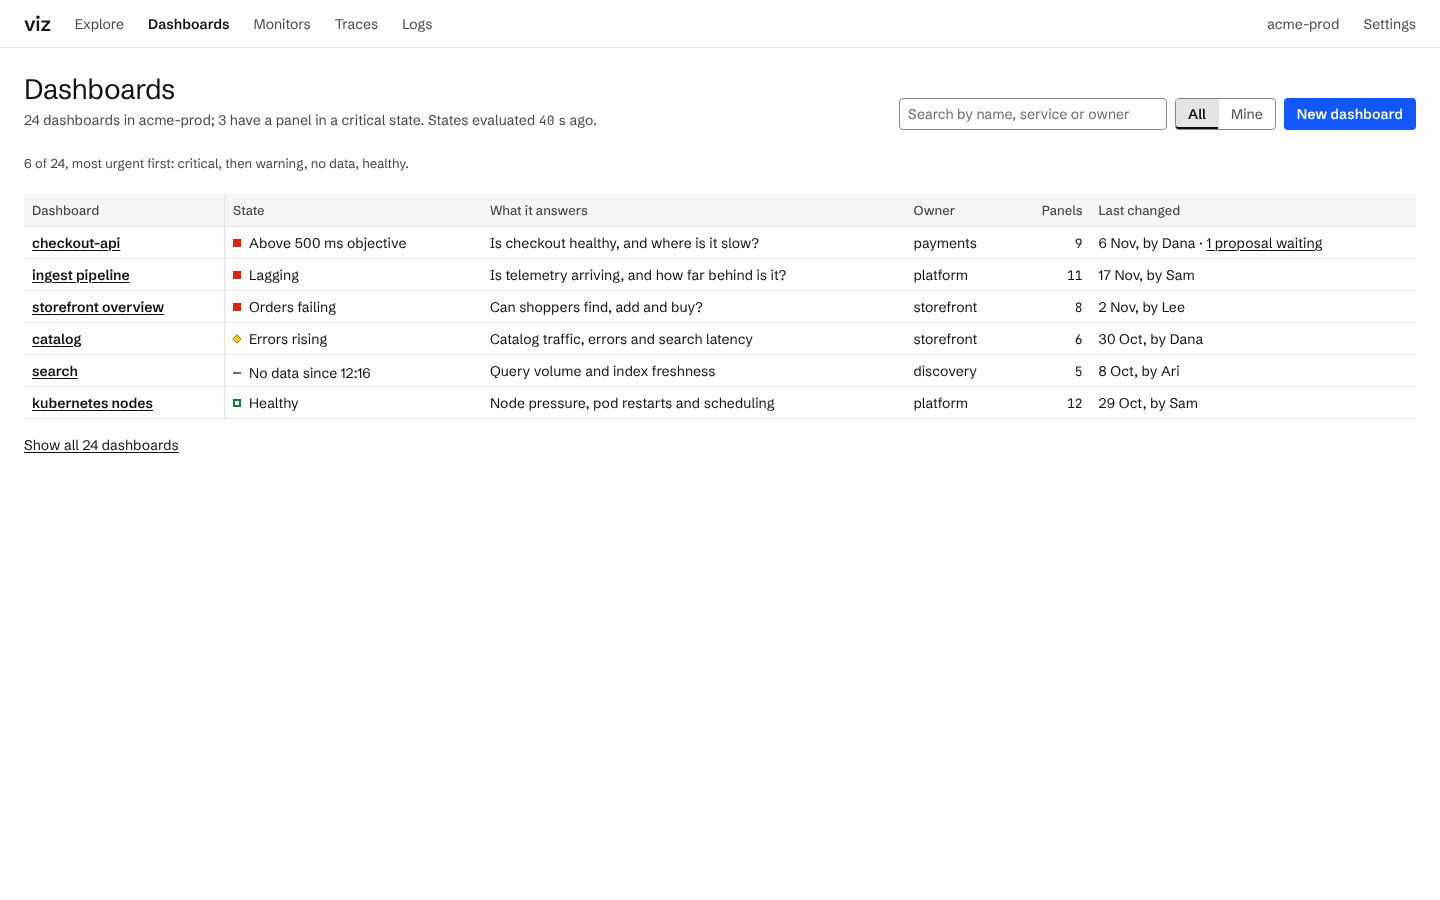 viz Explore Dashboards Monitors Traces Logs acme-prod Settings
Dashboards
24 dashboards in acme-prod; 3 have a panel in a critical state. States evaluated 40 s ago.
Search by name, service or owner All Mine New dashboard
6 of 24, most urgent first: critical, then warning, no data, healthy.
Dashboard State What it answers Owner Panels Last changed
checkout-api Above 500 ms objective Is checkout healthy, and where is it slow? payments 9 6 Nov, by Dana · 1 proposal waiting
ingest pipeline Lagging Is telemetry arriving, and how far behind is it? platform 11 17 Nov, by Sam
storefront overview Orders failing Can shoppers find, add and buy? storefront 8 2 Nov, by Lee
catalog Errors rising Catalog traffic, errors and search latency storefront 6 30 Oct, by Dana
search No data since 12:16 Query volume and index freshness discovery 5 8 Oct, by Ari
kubernetes nodes Healthy Node pressure, pod restarts and scheduling platform 12 29 Oct, by Sam
Show all 24 dashboards